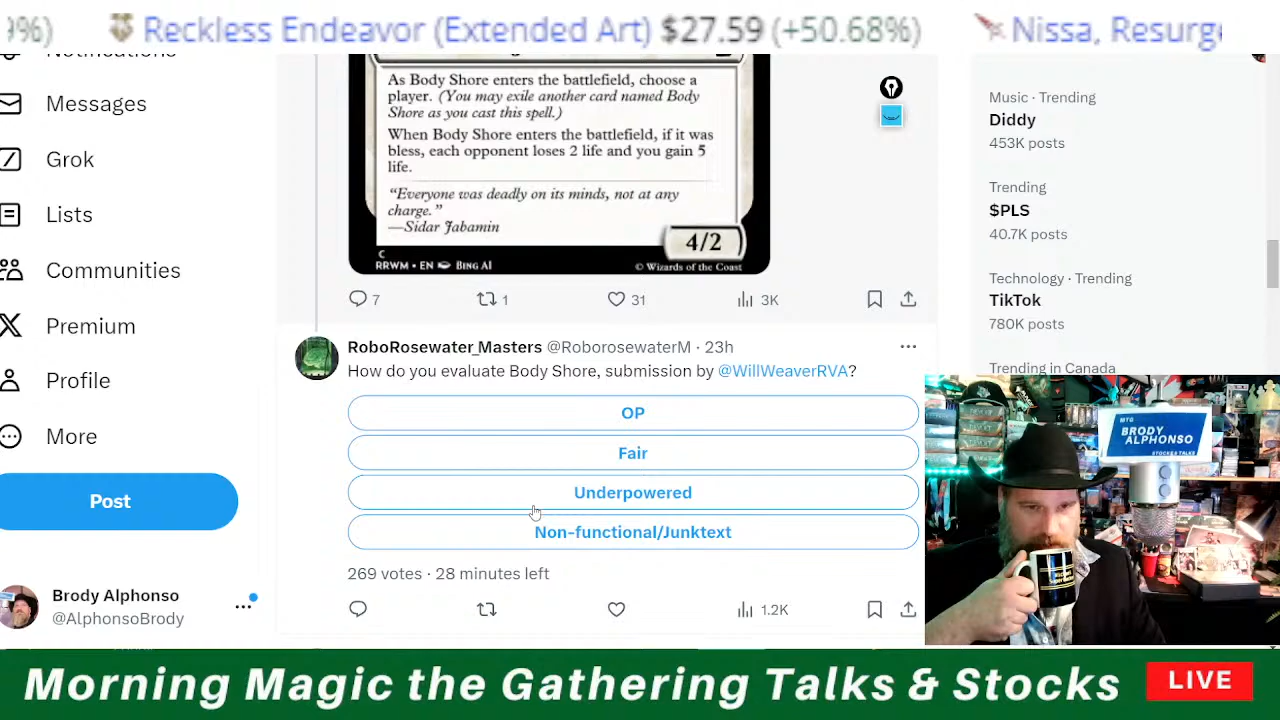 %) Reckless Endeavor (Extended Art) $27.59 (+50.68%) Nissa, Resurge
Notifications
Messages
Grok
Lists
Communities
Premium
Profile
More
Post
Brody Alphonso
@AlphonsoBrody
As Body Shore enters the battlefield, choose a
player. (You may exile another card named Body
Shore as you cast this spell.)
When Body Shore enters the battlefield, if it was
bless, each opponent loses 2 life and you gain 5
life.
“Everyone was deadly on its minds, not at any
charge.”
—Sidar Jabamin
4/2
C
RRWM • EN BING AI
© Wizards of the Coast
7 1 31 3K
RoboRosewater_Masters @RoborosewaterM · 23h
How do you evaluate Body Shore, submission by @WillWeaverRVA?
OP
Fair
Underpowered
Non-functional/Junktext
269 votes · 28 minutes left
1.2K
Music · Trending
Diddy
453K posts
Trending
$PLS
40.7K posts
Technology · Trending
TikTok
780K posts
Trending in Canada
MTG
BRODY
ALPHONSO
STOCKS & TALKS
Morning Magic the Gathering Talks & Stocks
LIVE